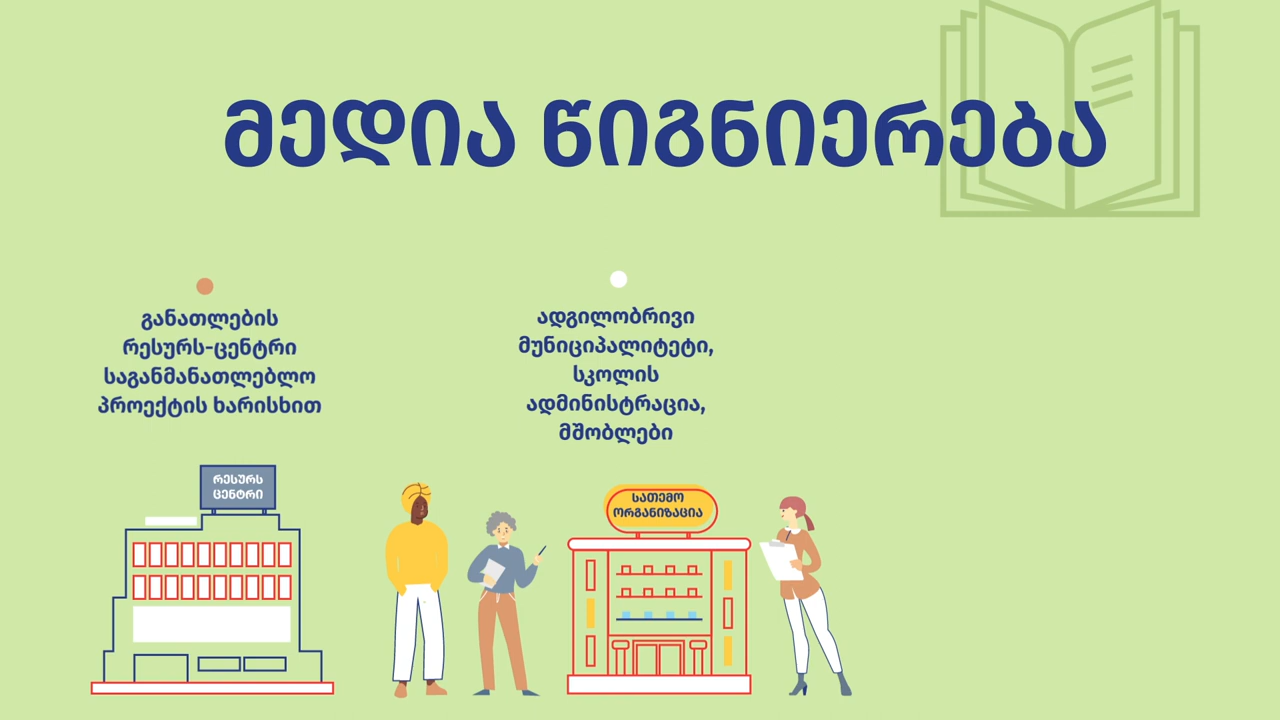 მედია წიგნიერება
განათლების
რესურს-ცენტრი
საგანმანათლებლო
პროექტის ხარისხით
ადგილობრივი
მუნიციპალიტეტი,
სკოლის
ადმინისტრაცია,
მშობლები
რესურს
ცენტრი
სათემო
ორგანიზაცია